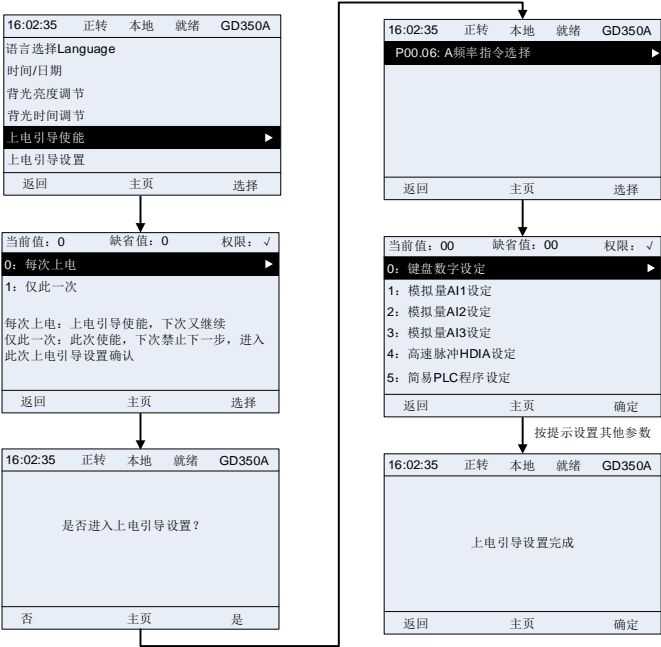 16:02:35 正转 本地 就绪 GD350A
语言选择Language
时间/日期
背光亮度调节
背光时间调节
上电引导使能
上电引导设置
返回 主页 选择
当前值：0 缺省值：0 权限：√
0：每次上电
1：仅此一次
每次上电：上电引导使能，下次又继续
仅此一次：此次使能，下次禁止下一步，进入
此次上电引导设置确认
返回 主页 选择
16:02:35 正转 本地 就绪 GD350A
是否进入上电引导设置？
否 主页 是
16:02:35 正转 本地 就绪 GD350A
P00.06: A频率指令选择
返回 主页 选择
当前值：00 缺省值：00 权限：√
0：键盘数字设定
1：模拟量AI1设定
2：模拟量AI2设定
3：模拟量AI3设定
4：高速脉冲HDIA设定
5：简易PLC程序设定
返回 主页 确定
按提示设置其他参数
16:02:35 正转 本地 就绪 GD350A
上电引导设置完成
返回 主页 确定